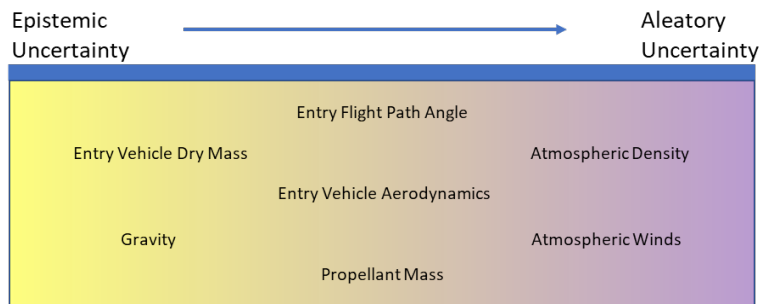 Epistemic
Uncertainty
Aleatory
Uncertainty
Entry Flight Path Angle
Entry Vehicle Dry Mass
Atmospheric Density
Entry Vehicle Aerodynamics
Gravity
Atmospheric Winds
Propellant Mass